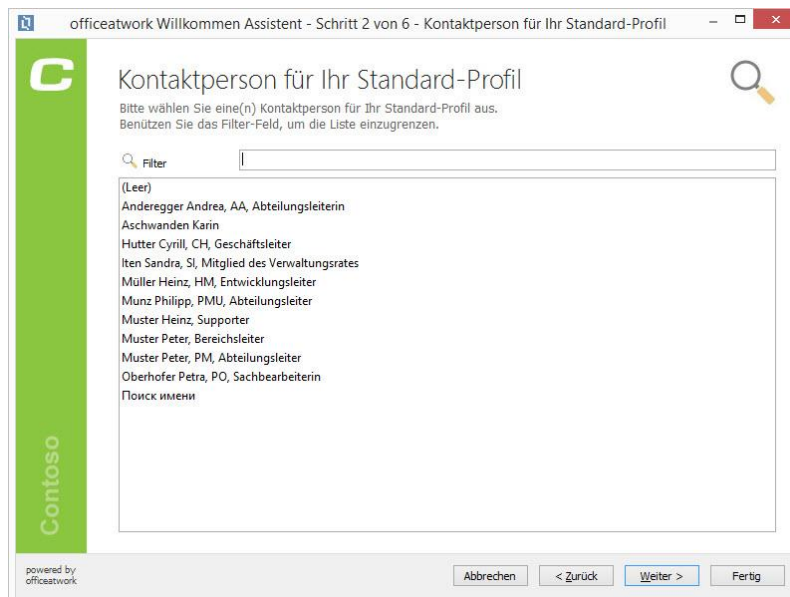 officeatwork Willkommen Assistent - Schritt 2 von 6 - Kontaktperson für Ihr Standard-Profil
C
Kontaktperson für Ihr Standard-Profil
Bitte wählen Sie eine(n) Kontaktperson für Ihr Standard-Profil aus.
Benützen Sie das Filter-Feld, um die Liste einzugrenzen.
Filter
(Leer)
Anderegger Andrea, AA, Abteilungsleiterin
Aschwanden Karin
Hutter Cyrill, CH, Geschäftsleiter
Iten Sandra, SI, Mitglied des Verwaltungsrates
Müller Heinz, HM, Entwicklungsleiter
Munz Philipp, PMU, Abteilungsleiter
Muster Heinz, Supporter
Muster Peter, Bereichsleiter
Muster Peter, PM, Abteilungsleiter
Oberhofer Petra, PO, Sachbearbeiterin
Поиск имени
Contoso
powered by
officeatwork
Abbrechen
< Zurück
Weiter >
Fertig